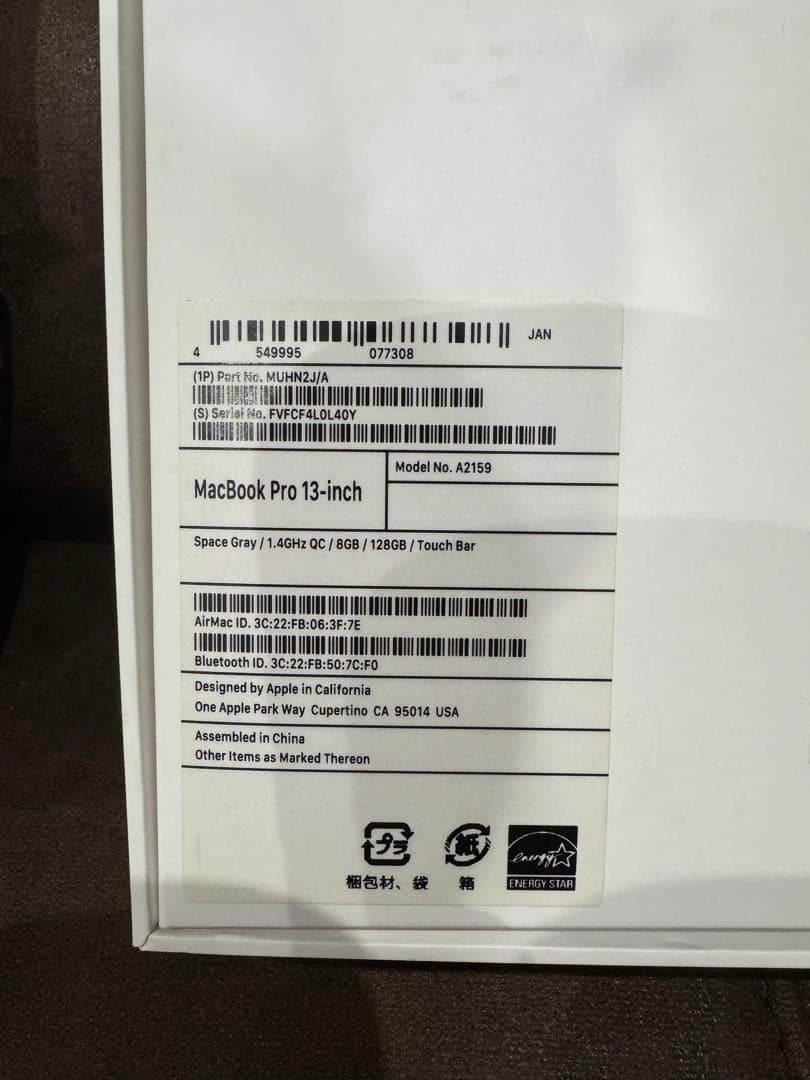 JAN
4 549995 077308
(1P) Part No. MUHN2J/A
(S) Serial No. FVFCF4L0L40Y
MacBook Pro 13-inch
Model No. A2159
Space Gray / 1.4GHz QC / 8GB / 128GB / Touch Bar
AirMac ID. 3C:22:FB:06:3F:7E
Bluetooth ID. 3C:22:FB:50:7C:F0
Designed by Apple in California
One Apple Park Way Cupertino CA 95014 USA
Assembled in China
Other Items as Marked Thereon
プラ
紙
energy
梱包材、袋
箱
ENERGY STAR